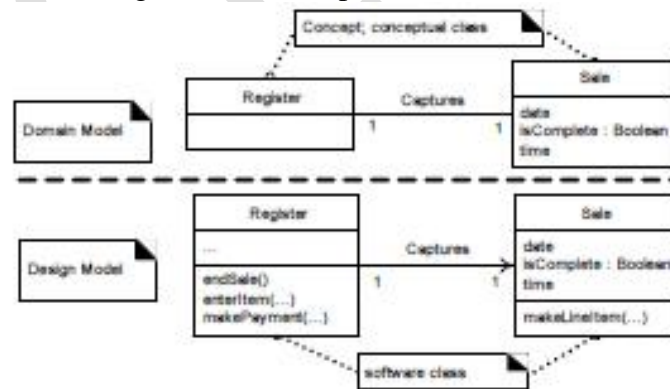 Concept; conceptual class
Register
Captures
1
1
Sale
date
isComplete : Boolean
time
Domain Model
Register
...
endSale()
enterItem(...)
makePayment(...)
Captures
1
1
Sale
date
isComplete : Boolean
time
makeLineItem(...)
Design Model
software class